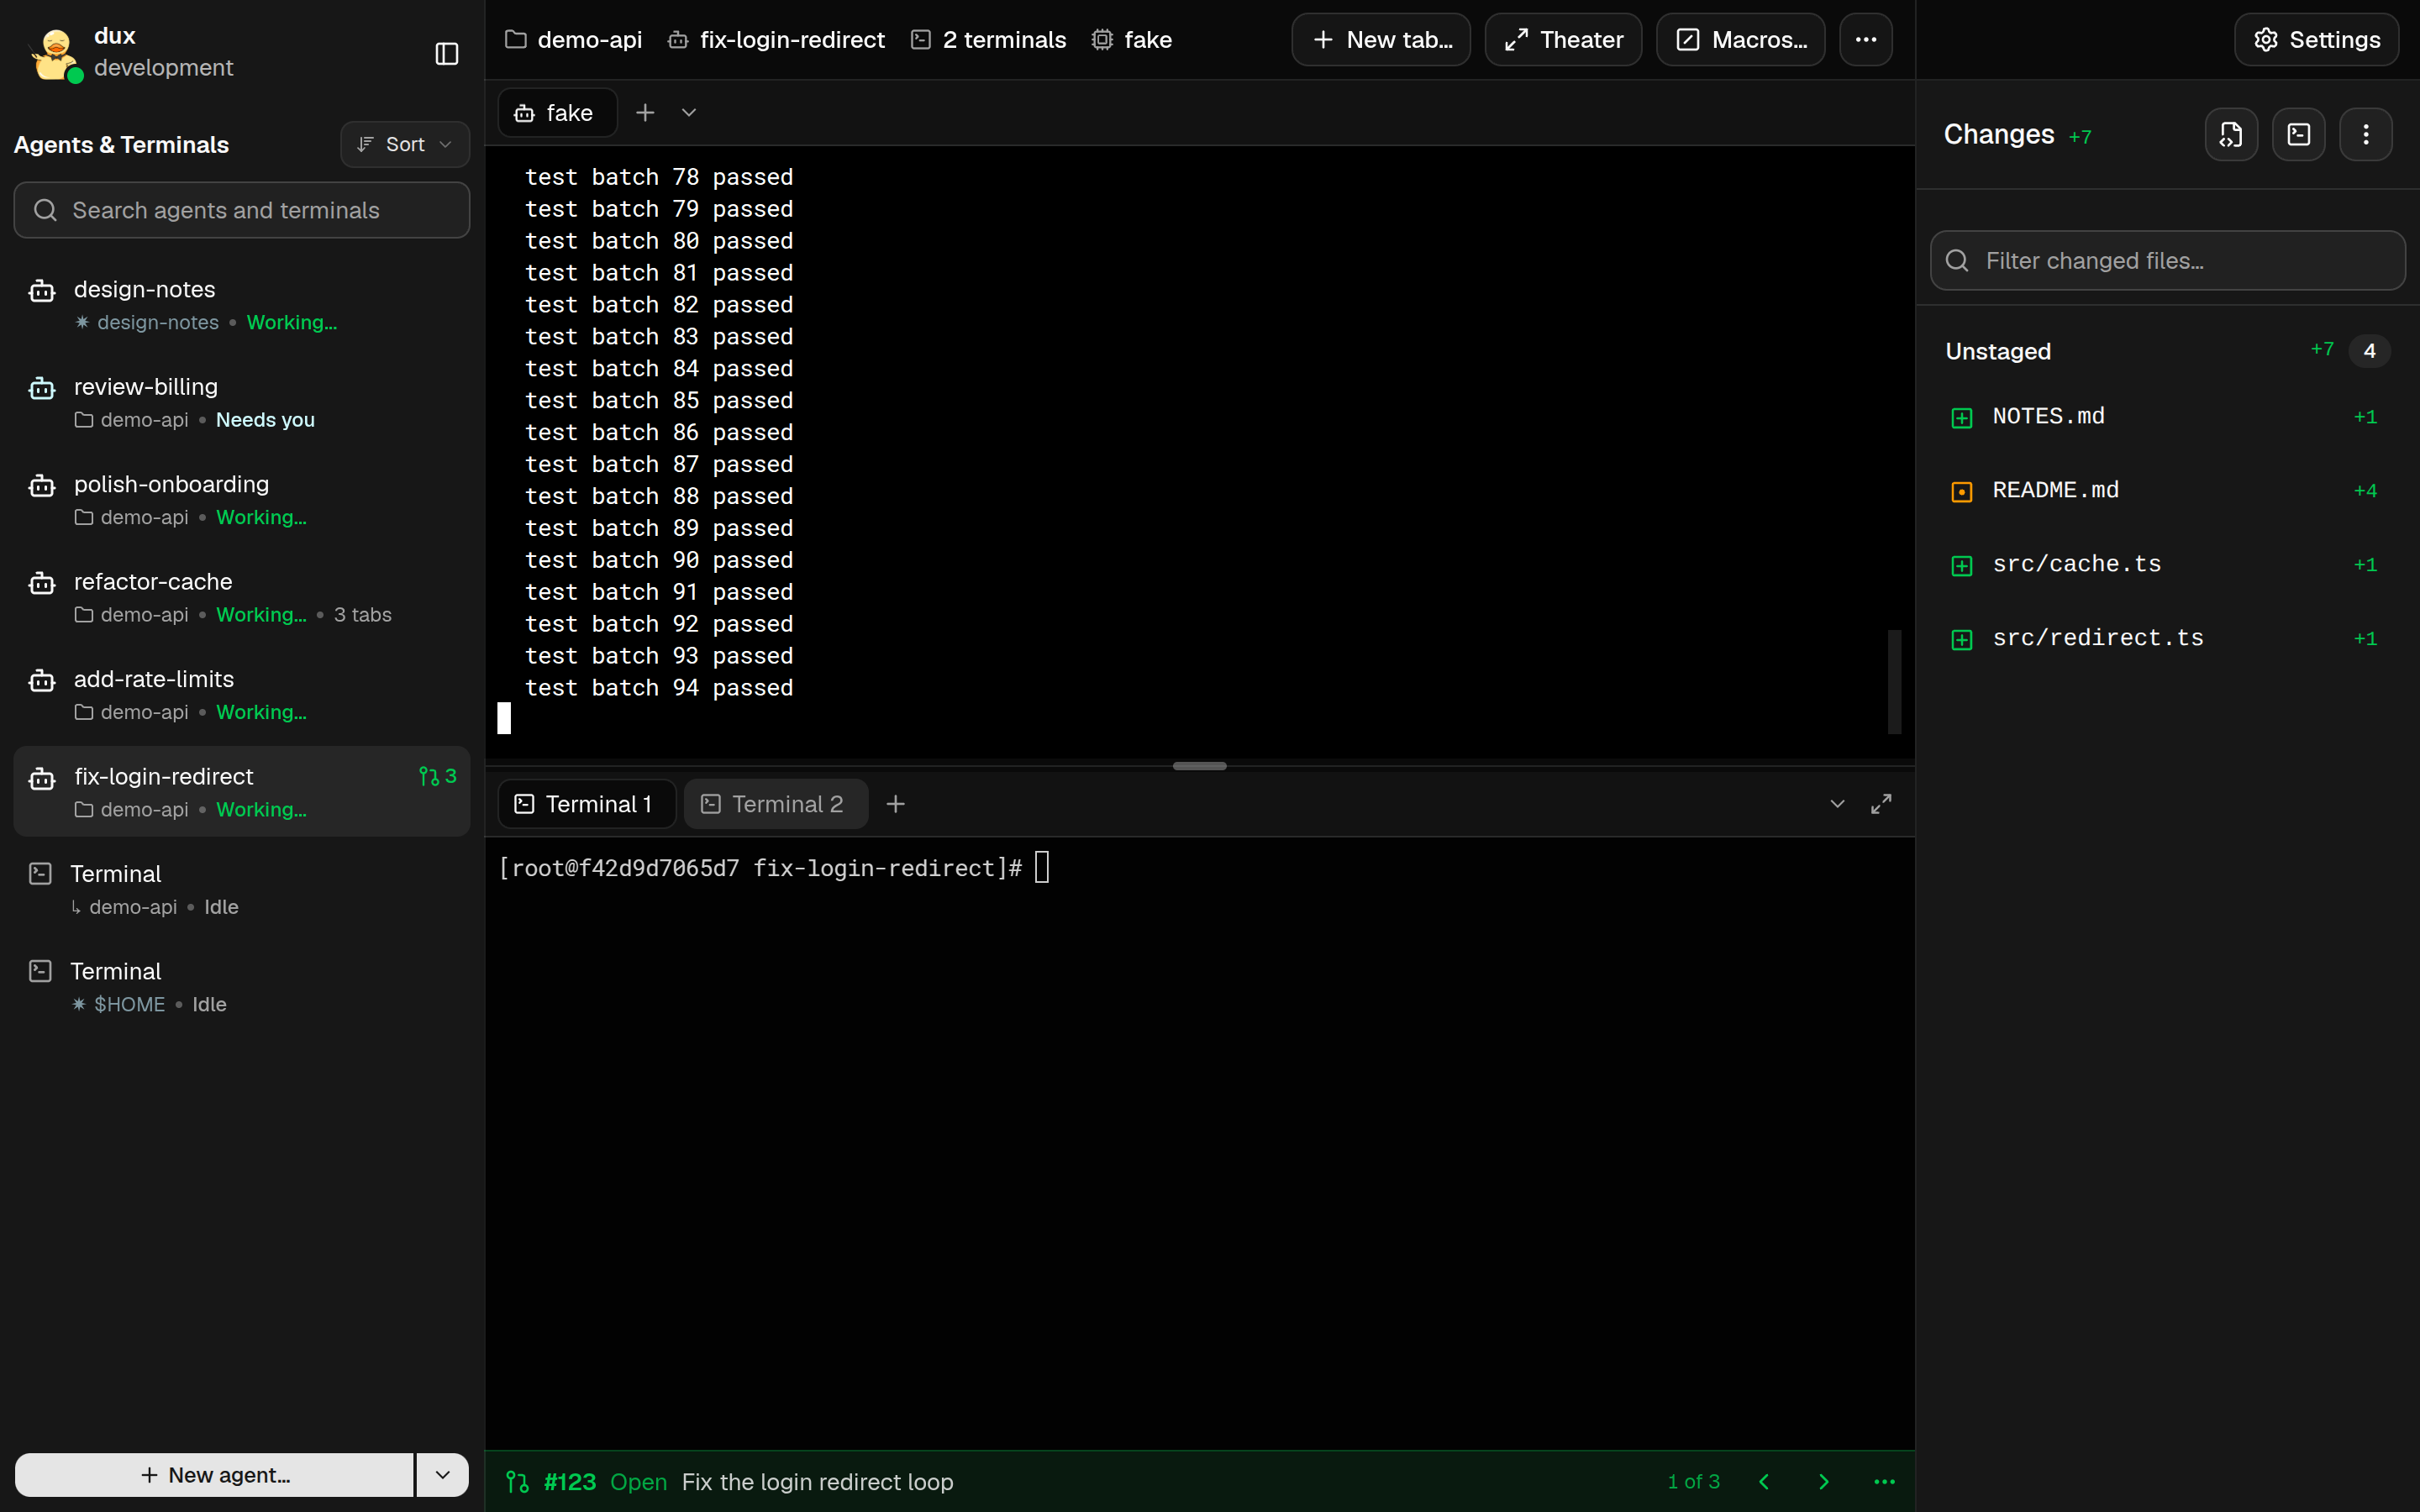 dux
development
Agents & Terminals
Sort
Search agents and terminals
design-notes
design-notes • Working...
review-billing
demo-api • Needs you
polish-onboarding
demo-api • Working...
refactor-cache
demo-api • Working... • 3 tabs
add-rate-limits
demo-api • Working...
fix-login-redirect 3
demo-api • Working...
Terminal
↳ demo-api • Idle
Terminal
✷ $HOME • Idle
+ New agent...
demo-api fix-login-redirect 2 terminals fake
+ New tab... Theater Macros... ...
fake
test batch 78 passed
test batch 79 passed
test batch 80 passed
test batch 81 passed
test batch 82 passed
test batch 83 passed
test batch 84 passed
test batch 85 passed
test batch 86 passed
test batch 87 passed
test batch 88 passed
test batch 89 passed
test batch 90 passed
test batch 91 passed
test batch 92 passed
test batch 93 passed
test batch 94 passed
Terminal 1 Terminal 2
[root@f42d9d7065d7 fix-login-redirect]#
#123 Open Fix the login redirect loop
1 of 3
Settings
Changes +7
Filter changed files...
Unstaged +7 4
NOTES.md +1
README.md +4
src/cache.ts +1
src/redirect.ts +1